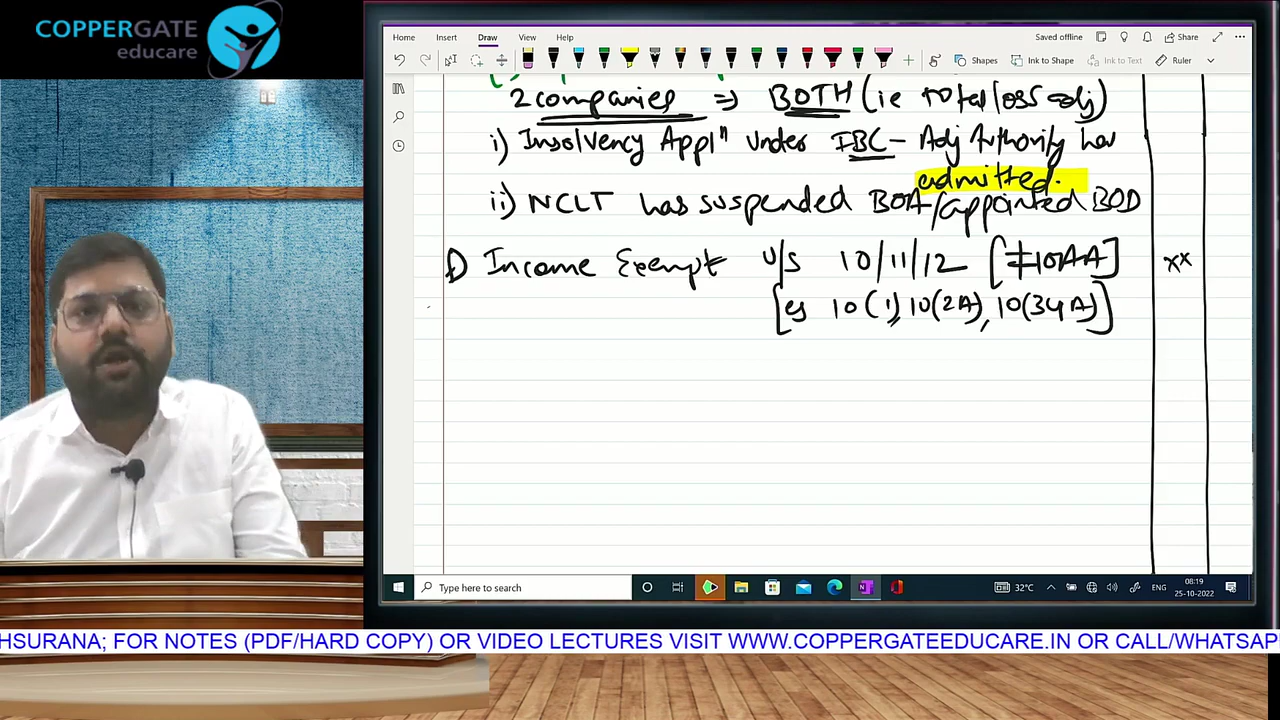 COPPERGATE
educare
Home Insert Draw View Help
Saved offline
Share
Shapes
Ink to Shape
Ink to Text
Ruler
2 companies ⇒ BOTH (ie total loss adj)
i) Insolvency Applⁿ under IBC - Adj Authority has
admitted.
ii) NCLT has suspended BOA/appointed BOD
D Income Exempt u/s 10/11/12 [≠10AA] xx
[eg 10(1), 10(2A), 10(34A)]
Type here to search
32°C
ENG
08:19
25-10-2022
HSURANA; FOR NOTES (PDF/HARD COPY) OR VIDEO LECTURES VISIT WWW.COPPERGATEEDUCARE.IN OR CALL/WHATSAP